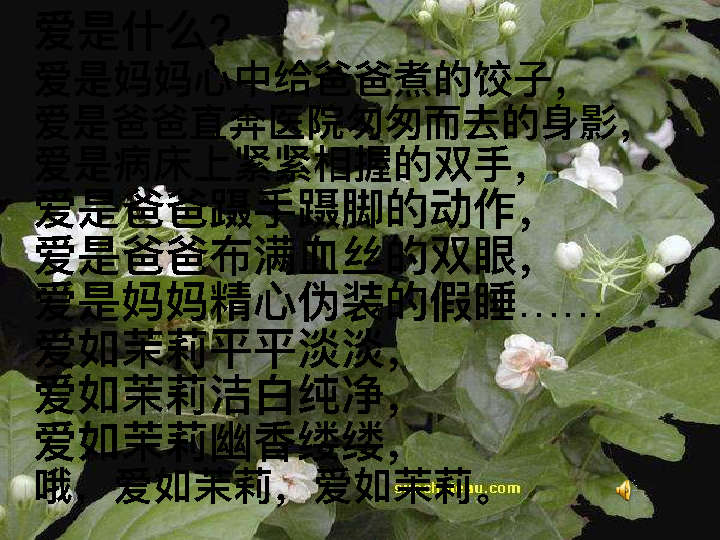 爱是什么?
爱是妈妈心中给爸爸煮的饺子，
爱是爸爸直奔医院匆匆而去的身影，
爱是病床上紧紧相握的双手，
爱是爸爸蹑手蹑脚的动作，
爱是爸爸布满血丝的双眼，
爱是妈妈精心伪装的假睡……
爱如茉莉平平淡淡，
爱如茉莉洁白纯净，
爱如茉莉幽香缕缕，
哦，爱如茉莉，爱如茉莉。